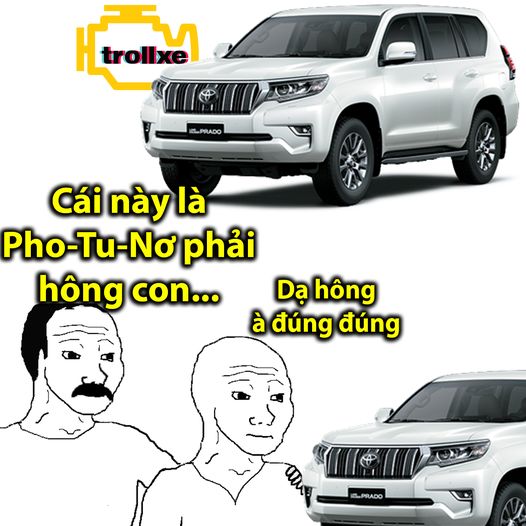 trollxe
PRADO
Cái này là
Pho-Tu-Nơ phải
hông con...
Dạ hông
à đúng đúng
PRADO